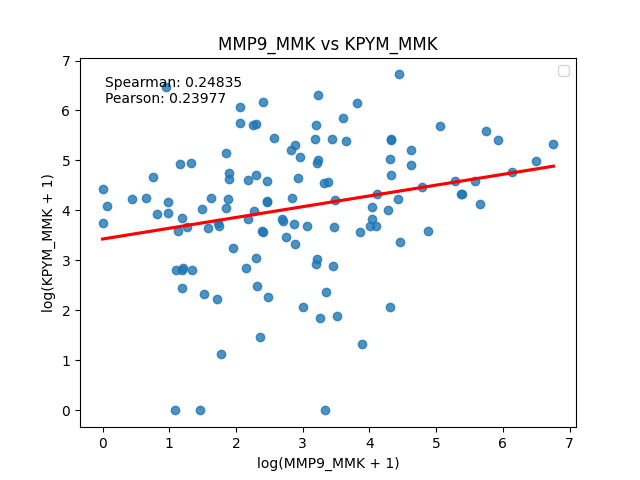 MMP9_MMK vs KPYM_MMK
Spearman: 0.24835
Pearson: 0.23977
log(KPYM_MMK + 1)
7
6
5
4
3
2
1
0
0 1 2 3 4 5 6 7
log(MMP9_MMK + 1)